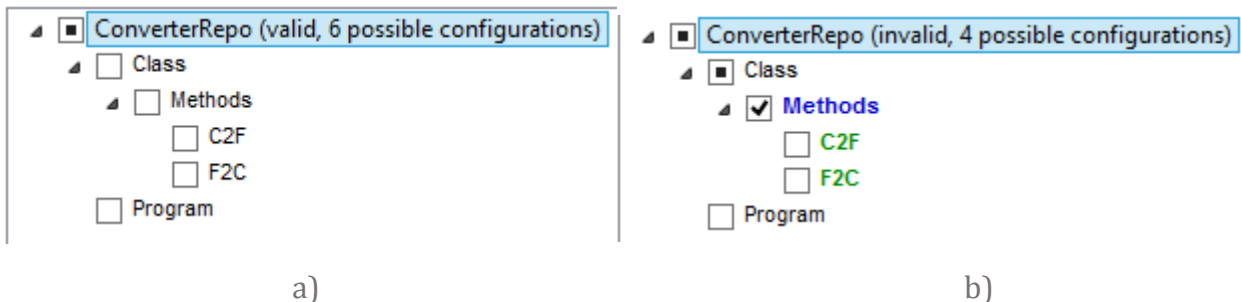 ConverterRepo (valid, 6 possible configurations)
Class
Methods
C2F
F2C
Program
a)
ConverterRepo (invalid, 4 possible configurations)
Class
Methods
C2F
F2C
Program
b)